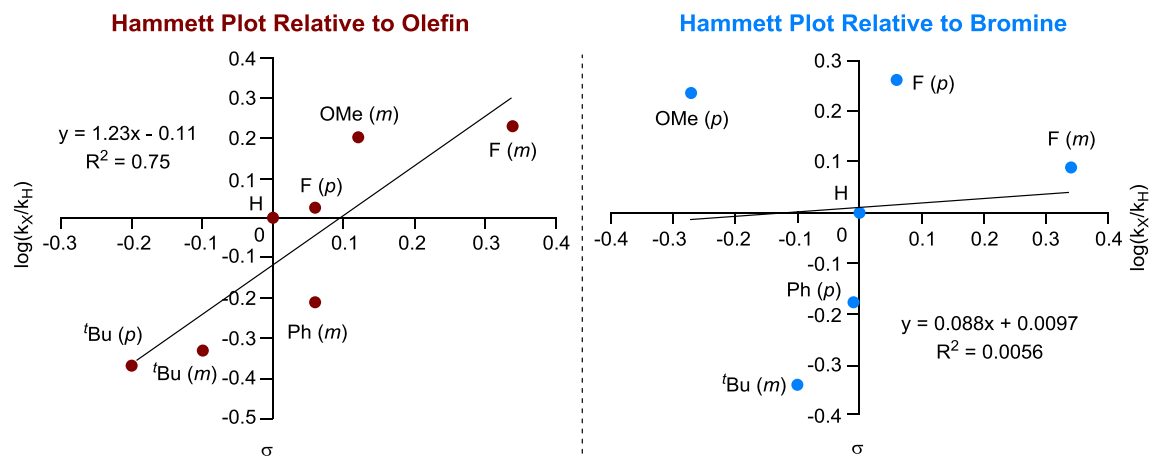 Hammett Plot Relative to Olefin
0.4
0.3
0.2
0.1
-0.1
-0.2
-0.3
-0.4
-0.5
-0.3
-0.2
-0.1
0
0.1
0.2
0.3
0.4
y = 1.23x - 0.11
R² = 0.75
OMe (m)
F (m)
F (p)
H
Ph (m)
ᵗBu (p)
ᵗBu (m)
log(kX/kH)
σ
Hammett Plot Relative to Bromine
0.3
0.2
0.1
-0.1
-0.2
-0.3
-0.4
-0.4
-0.3
-0.2
-0.1
0
0.1
0.2
0.3
0.4
OMe (p)
F (p)
F (m)
H
Ph (p)
ᵗBu (m)
y = 0.088x + 0.0097
R² = 0.0056
log(kX/kH)
σ